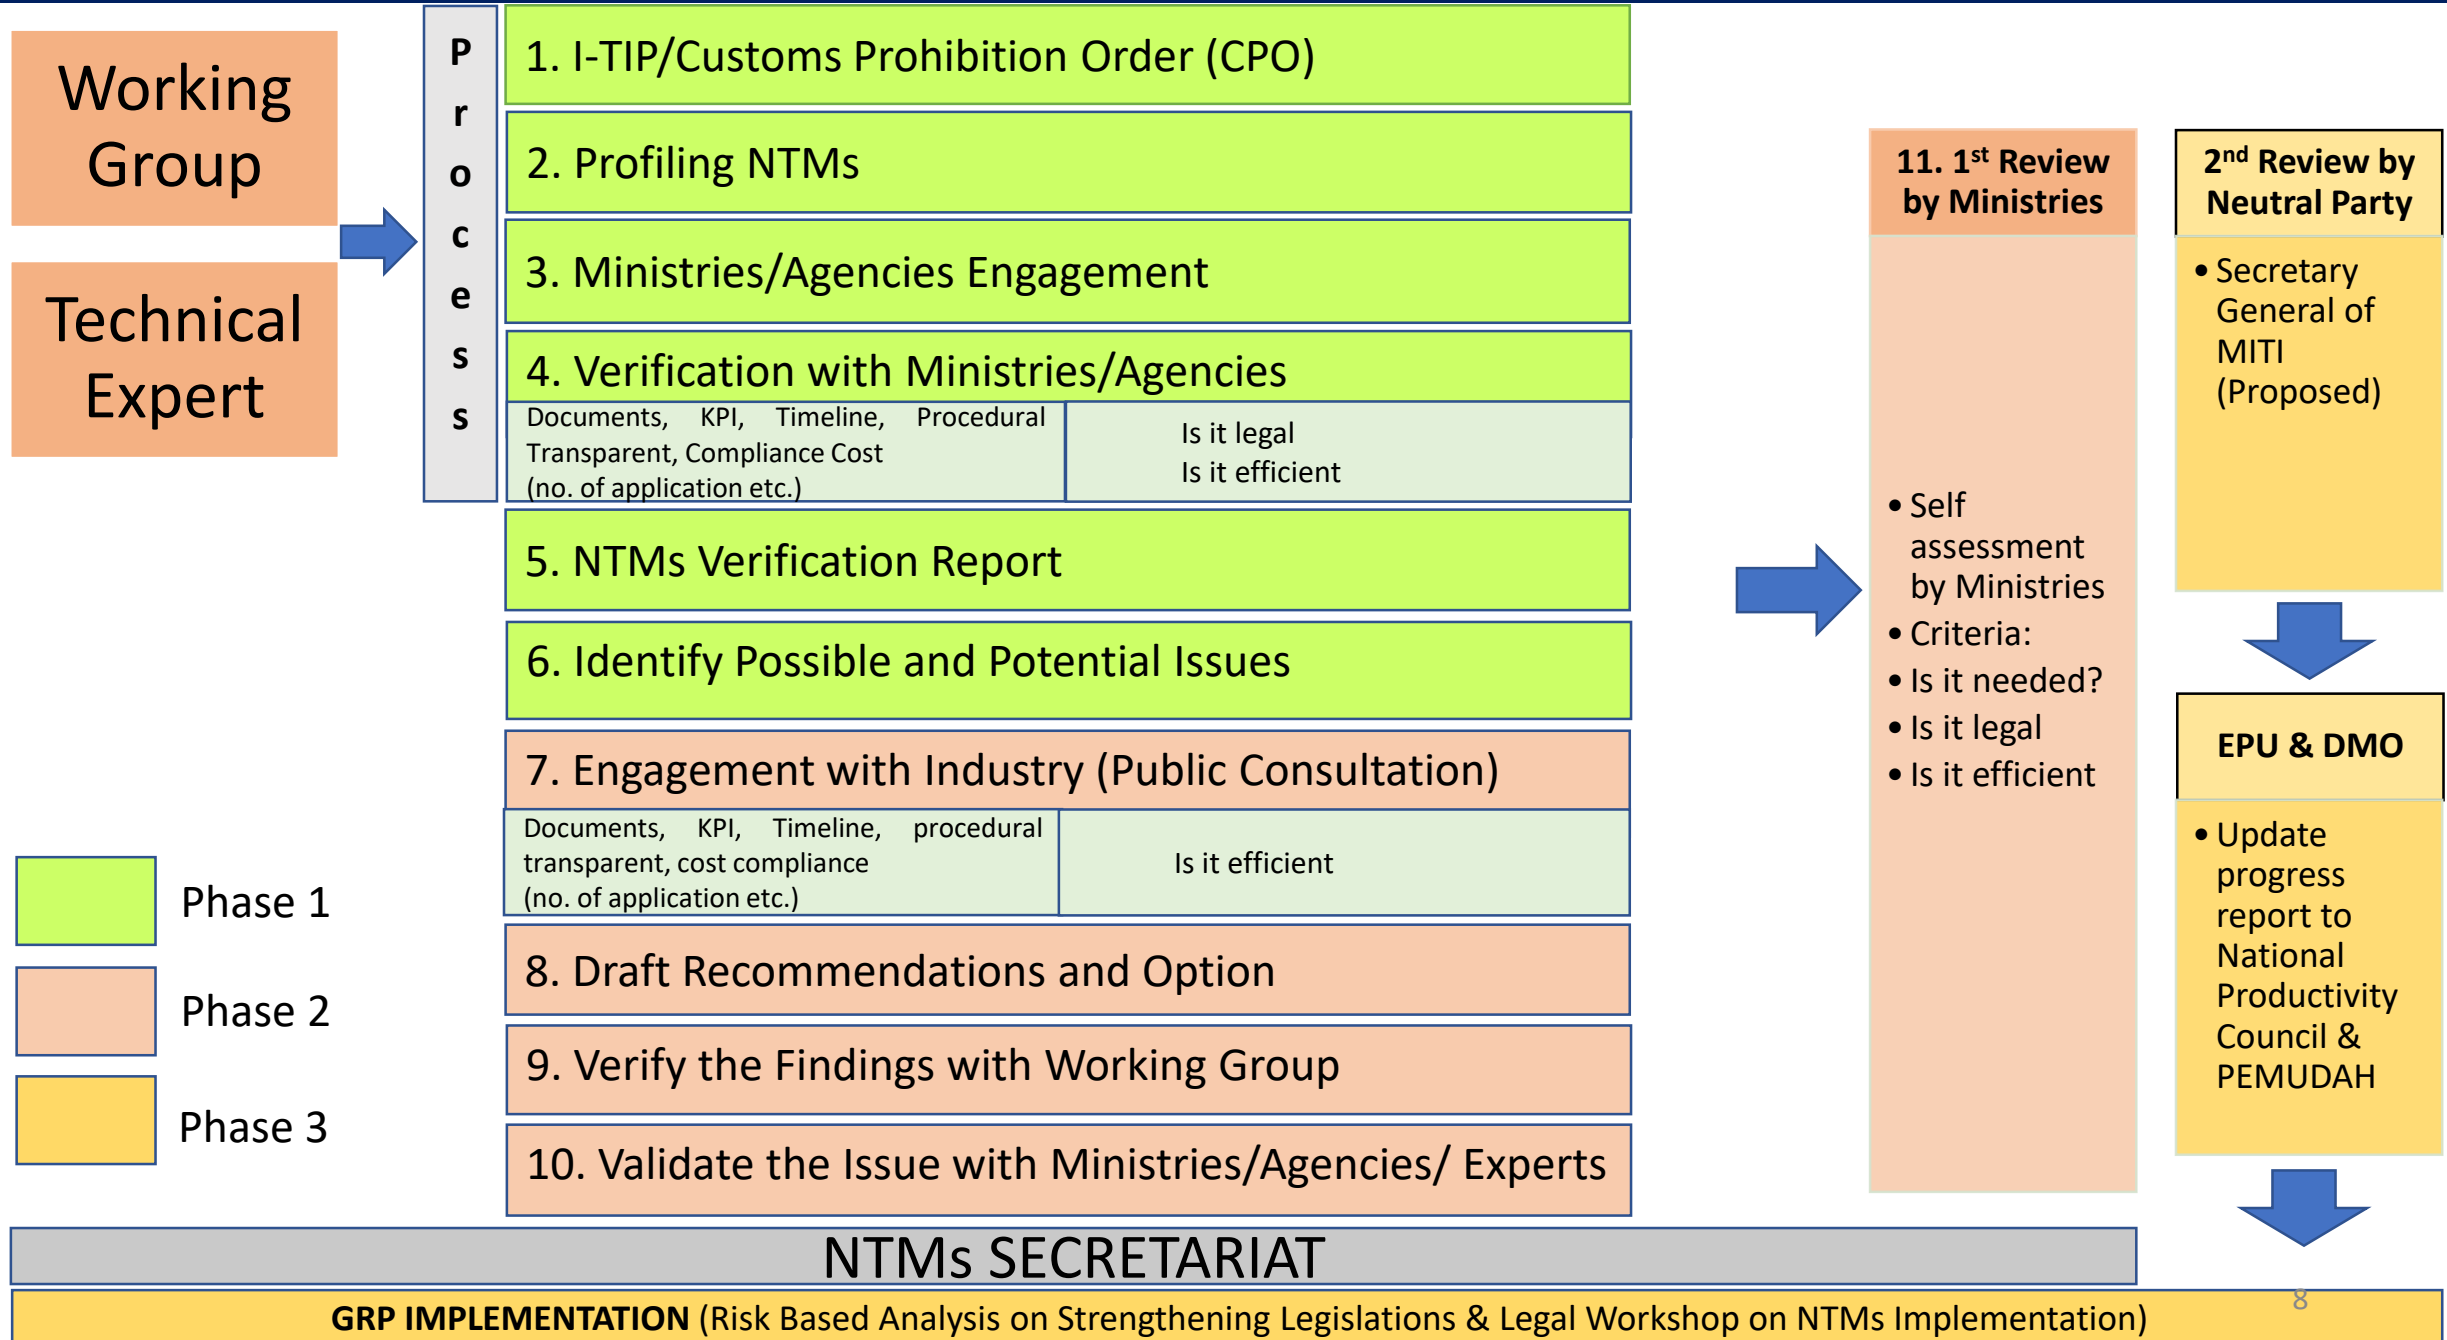 Working
Group
Technical
Expert
P
r
o
c
e
s
s
1. I-TIP/Customs Prohibition Order (CPO)
2. Profiling NTMs
3. Ministries/Agencies Engagement
4. Verification with Ministries/Agencies
Documents, KPI, Timeline, Procedural
Transparent, Compliance Cost
(no. of application etc.)
Is it legal
Is it efficient
5. NTMs Verification Report
6. Identify Possible and Potential Issues
7. Engagement with Industry (Public Consultation)
Documents, KPI, Timeline, procedural
transparent, cost compliance
(no. of application etc.)
Is it efficient
8. Draft Recommendations and Option
9. Verify the Findings with Working Group
10. Validate the Issue with Ministries/Agencies/ Experts
Phase 1
Phase 2
Phase 3
11. 1st Review
by Ministries
• Self
assessment
by Ministries
• Criteria:
• Is it needed?
• Is it legal
• Is it efficient
2nd Review by
Neutral Party
• Secretary
General of
MITI
(Proposed)
EPU & DMO
• Update
progress
report to
National
Productivity
Council &
PEMUDAH
NTMs SECRETARIAT
GRP IMPLEMENTATION (Risk Based Analysis on Strengthening Legislations & Legal Workshop on NTMs Implementation)
8